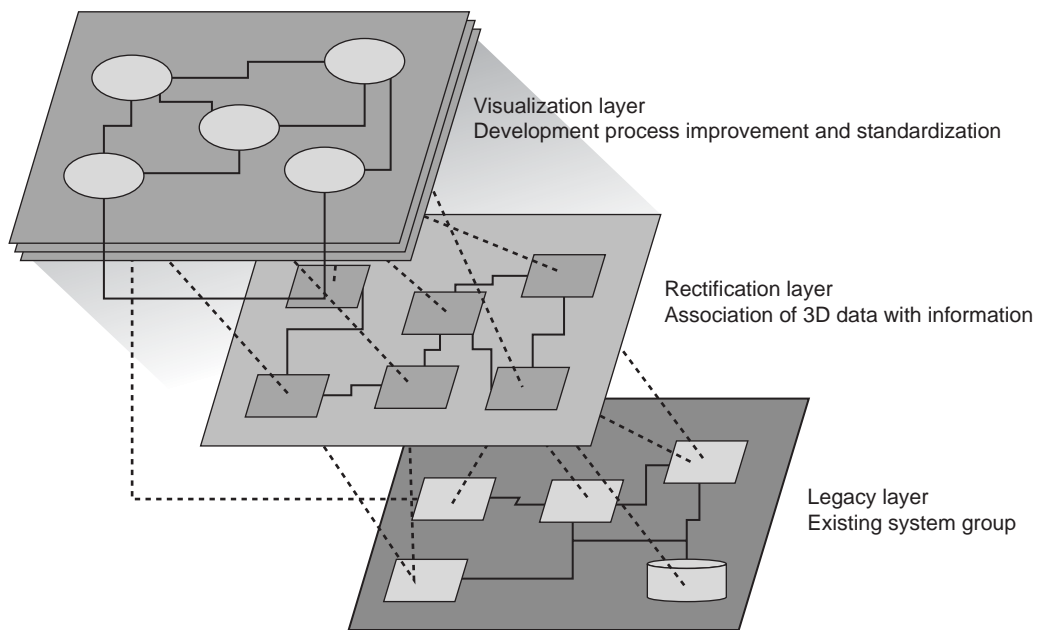 Visualization layer
Development process improvement and standardization
Rectification layer
Association of 3D data with information
Legacy layer
Existing system group